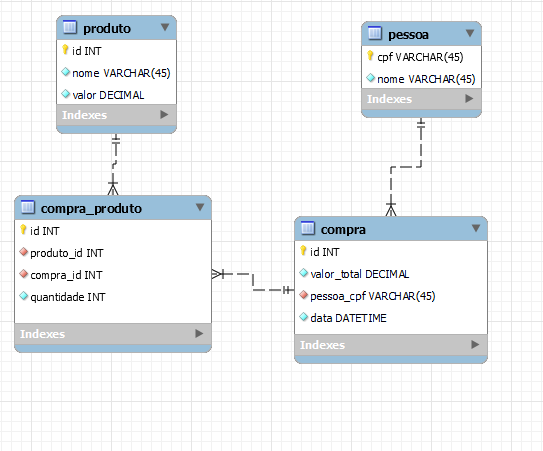 produto
id INT
nome VARCHAR(45)
valor DECIMAL
Indexes
pessoa
cpf VARCHAR(45)
nome VARCHAR(45)
Indexes
compra_produto
id INT
produto_id INT
compra_id INT
quantidade INT
Indexes
compra
id INT
valor_total DECIMAL
pessoa_cpf VARCHAR(45)
data DATETIME
Indexes